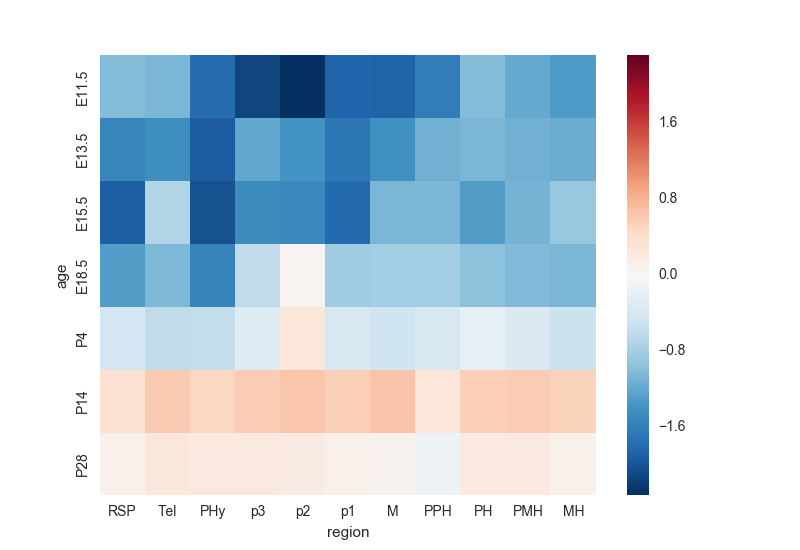 E11.5
E13.5
E15.5
E18.5
P4
P14
P28
age
RSP Tel PHy p3 p2 p1 M PPH PH PMH MH
region
1.6
0.8
0.0
−0.8
−1.6